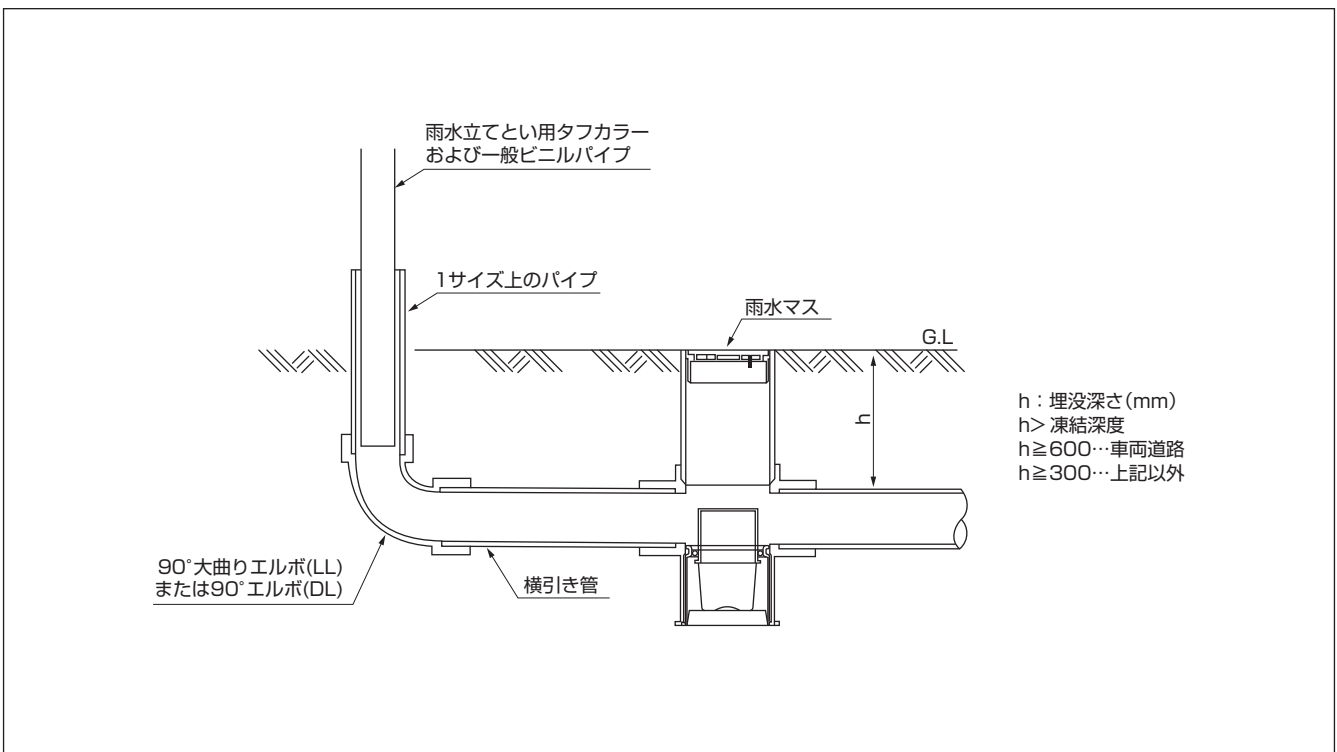 雨水立てとい用タフカラー
および一般ビニルパイプ
1サイズ上のパイプ
雨水マス
G.L
h
h：埋没深さ(mm)
h＞凍結深度
h≧600…車両道路
h≧300…上記以外
90°大曲りエルボ(LL)
または90°エルボ(DL)
横引き管